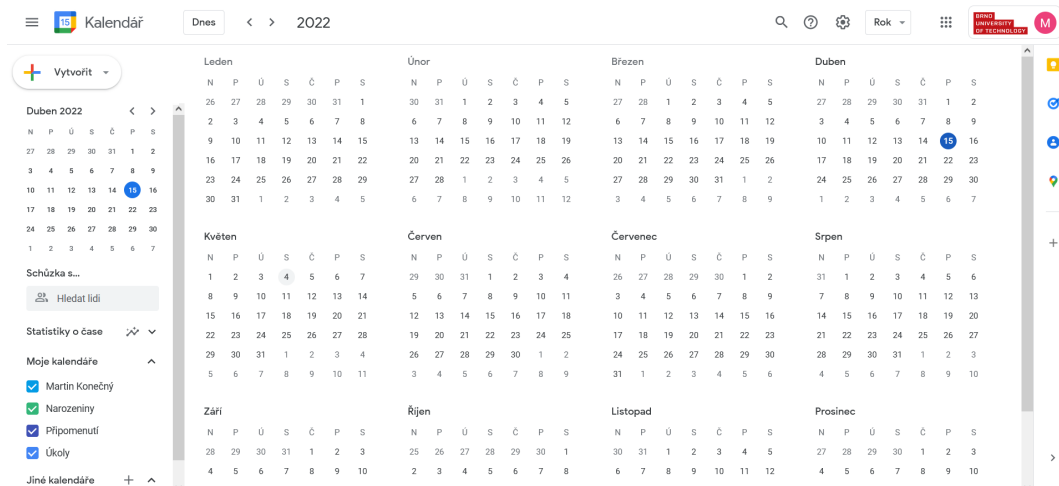 15 Kalendář Dnes 2022 Rok BRNO UNIVERSITY OF TECHNOLOGY M
Vytvořit
Duben 2022
N P Ú S Č P S
27 28 29 30 31 1 2
3 4 5 6 7 8 9
10 11 12 13 14 15 16
17 18 19 20 21 22 23
24 25 26 27 28 29 30
1 2 3 4 5 6 7
Schůzka s...
Hledat lidi
Statistiky o čase
Moje kalendáře
Martin Konečný
Narozeniny
Připomenutí
Úkoly
Jiné kalendáře
Leden
N P Ú S Č P S
26 27 28 29 30 31 1
2 3 4 5 6 7 8
9 10 11 12 13 14 15
16 17 18 19 20 21 22
23 24 25 26 27 28 29
30 31 1 2 3 4 5
Únor
N P Ú S Č P S
30 31 1 2 3 4 5
6 7 8 9 10 11 12
13 14 15 16 17 18 19
20 21 22 23 24 25 26
27 28 1 2 3 4 5
6 7 8 9 10 11 12
Březen
N P Ú S Č P S
27 28 1 2 3 4 5
6 7 8 9 10 11 12
13 14 15 16 17 18 19
20 21 22 23 24 25 26
27 28 29 30 31 1 2
3 4 5 6 7 8 9
Duben
N P Ú S Č P S
27 28 29 30 31 1 2
3 4 5 6 7 8 9
10 11 12 13 14 15 16
17 18 19 20 21 22 23
24 25 26 27 28 29 30
1 2 3 4 5 6 7
Květen
N P Ú S Č P S
1 2 3 4 5 6 7
8 9 10 11 12 13 14
15 16 17 18 19 20 21
22 23 24 25 26 27 28
29 30 31 1 2 3 4
5 6 7 8 9 10 11
Červen
N P Ú S Č P S
29 30 31 1 2 3 4
5 6 7 8 9 10 11
12 13 14 15 16 17 18
19 20 21 22 23 24 25
26 27 28 29 30 1 2
3 4 5 6 7 8 9
Červenec
N P Ú S Č P S
26 27 28 29 30 1 2
3 4 5 6 7 8 9
10 11 12 13 14 15 16
17 18 19 20 21 22 23
24 25 26 27 28 29 30
31 1 2 3 4 5 6
Srpen
N P Ú S Č P S
31 1 2 3 4 5 6
7 8 9 10 11 12 13
14 15 16 17 18 19 20
21 22 23 24 25 26 27
28 29 30 31 1 2 3
4 5 6 7 8 9 10
Září
N P Ú S Č P S
28 29 30 31 1 2 3
4 5 6 7 8 9 10
Říjen
N P Ú S Č P S
25 26 27 28 29 30 1
2 3 4 5 6 7 8
Listopad
N P Ú S Č P S
30 31 1 2 3 4 5
6 7 8 9 10 11 12
Prosinec
N P Ú S Č P S
27 28 29 30 1 2 3
4 5 6 7 8 9 10